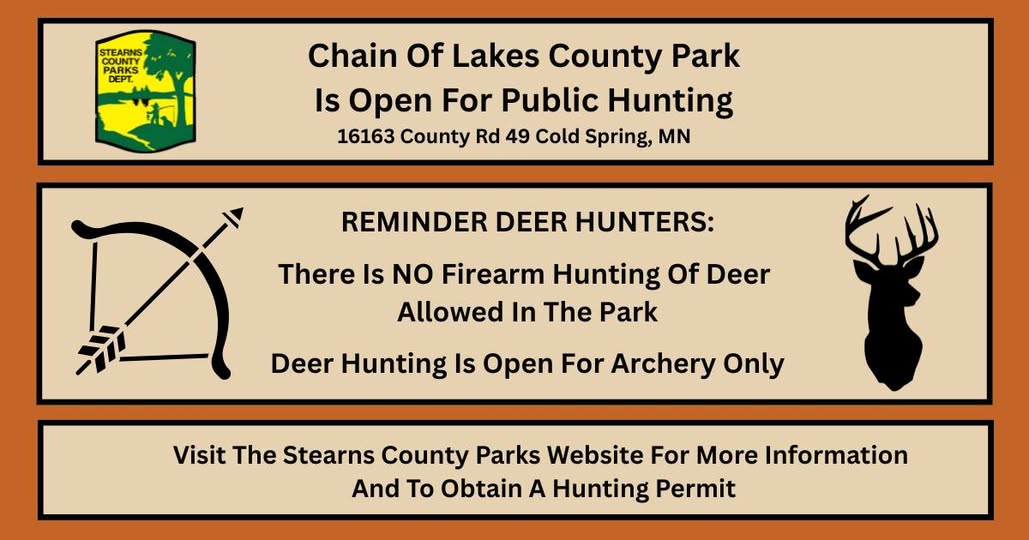 STEARNS
COUNTY
PARKS
DEPT.
Chain Of Lakes County Park
Is Open For Public Hunting
16163 County Rd 49 Cold Spring, MN
REMINDER DEER HUNTERS:
There Is NO Firearm Hunting Of Deer
Allowed In The Park
Deer Hunting Is Open For Archery Only
Visit The Stearns County Parks Website For More Information
And To Obtain A Hunting Permit